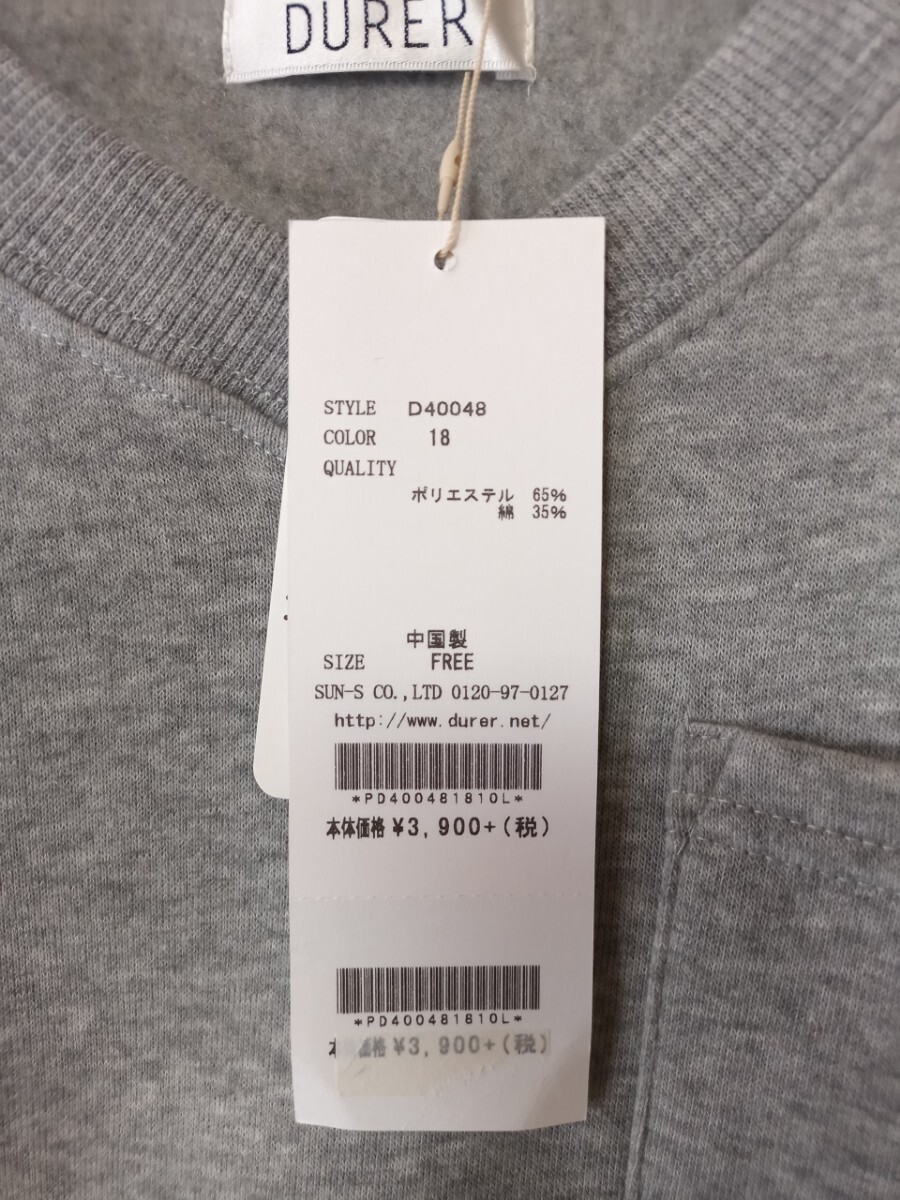 DURER
STYLE D40048
COLOR 18
QUALITY
ポリエステル 65%
綿 35%
中国製
SIZE FREE
SUN-S CO.,LTD 0120-97-0127
http://www.durer.net/
*PD400481810L*
本体価格 ¥3,900+(税)
*PD400481810L*
本体価格 ¥3,900+(税)